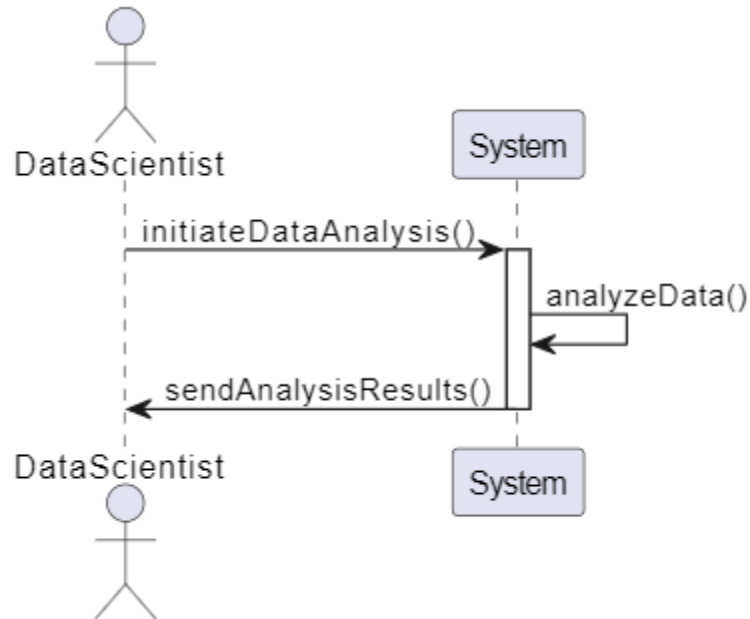 DataScientist
System
initiateDataAnalysis()
analyzeData()
sendAnalysisResults()
DataScientist
System